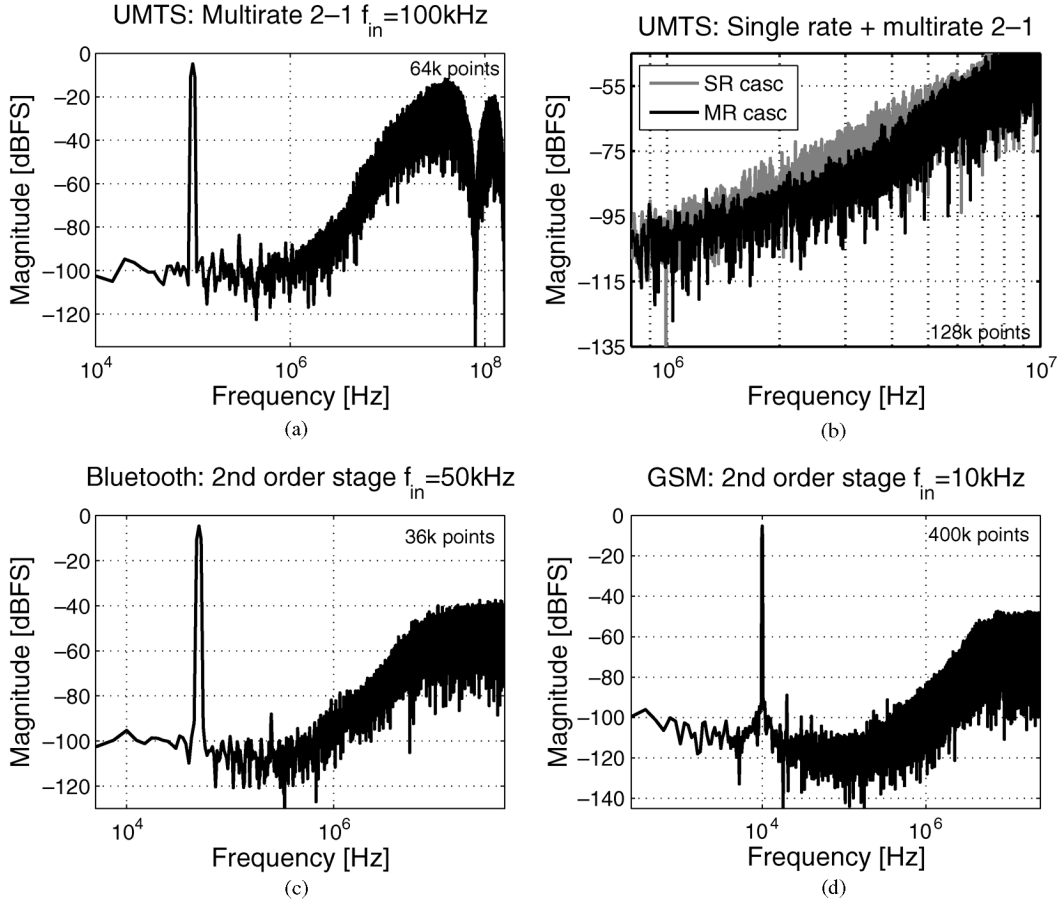 UMTS: Multirate 2−1 f_in=100kHz
64k points
Magnitude [dBFS]
0
−20
−40
−60
−80
−100
−120
10^4
10^6
10^8
Frequency [Hz]
(a)
UMTS: Single rate + multirate 2−1
SR casc
MR casc
Magnitude [dBFS]
−55
−75
−95
−115
−135
128k points
10^6
10^7
Frequency [Hz]
(b)
Bluetooth: 2nd order stage f_in=50kHz
36k points
Magnitude [dBFS]
0
−20
−40
−60
−80
−100
−120
10^4
10^6
Frequency [Hz]
(c)
GSM: 2nd order stage f_in=10kHz
400k points
Magnitude [dBFS]
0
−20
−40
−60
−80
−100
−120
−140
10^4
10^6
Frequency [Hz]
(d)